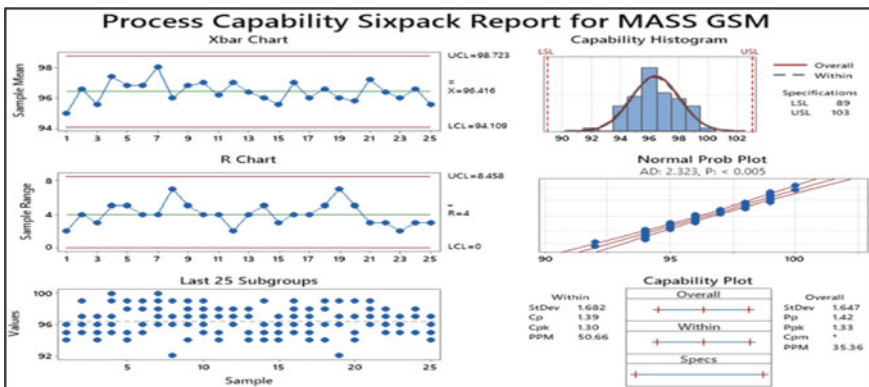 Process Capability Sixpack Report for MASS GSM
Xbar Chart
Sample Mean
98
96
94
1 3 5 7 9 11 13 15 17 19 21 23 25
UCL=98.723
X=96.416
LCL=94.109
Capability Histogram
LSL USL
90 92 94 96 98 100 102
Overall
Within
Specifications
LSL 89
USL 103
R Chart
Sample Range
8
4
0
1 3 5 7 9 11 13 15 17 19 21 23 25
UCL=8.458
R=4
LCL=0
Normal Prob Plot
AD: 2.323, P: < 0.005
90 95 100
Last 25 Subgroups
Values
100
96
92
5 10 15 20 25
Sample
Capability Plot
Within
StDev 1.682
Cp 1.39
Cpk 1.30
PPM 50.66
Overall
Within
Specs
Overall
StDev 1.647
Pp 1.42
Ppk 1.33
Cpm *
PPM 35.36